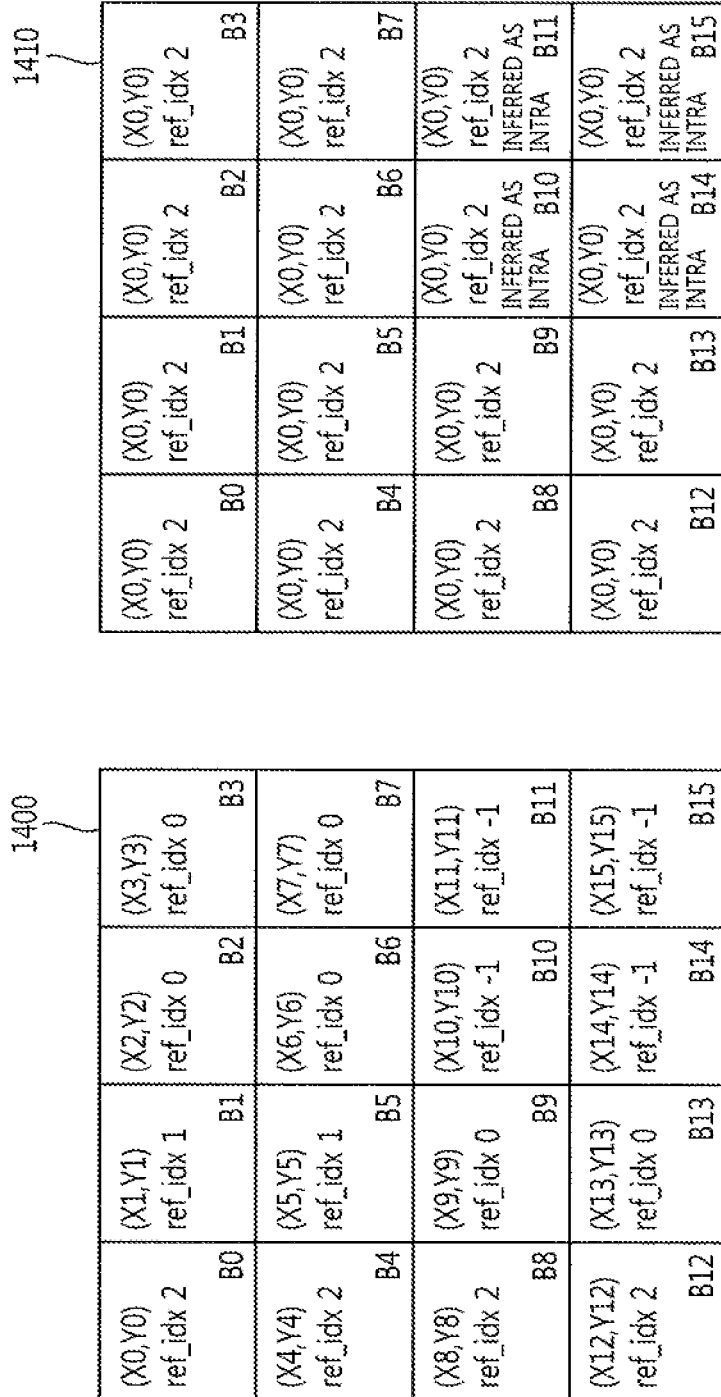 1400
(X0,Y0)
ref_idx 2
B0
(X1,Y1)
ref_idx 1
B1
(X2,Y2)
ref_idx 0
B2
(X3,Y3)
ref_idx 0
B3
(X4,Y4)
ref_idx 2
B4
(X5,Y5)
ref_idx 1
B5
(X6,Y6)
ref_idx 0
B6
(X7,Y7)
ref_idx 0
B7
(X8,Y8)
ref_idx 2
B8
(X9,Y9)
ref_idx 0
B9
(X10,Y10)
ref_idx -1
B10
(X11,Y11)
ref_idx -1
B11
(X12,Y12)
ref_idx 2
B12
(X13,Y13)
ref_idx 0
B13
(X14,Y14)
ref_idx -1
B14
(X15,Y15)
ref_idx -1
B15
1410
(X0,Y0)
ref_idx 2
B0
(X0,Y0)
ref_idx 2
B1
(X0,Y0)
ref_idx 2
B2
(X0,Y0)
ref_idx 2
B3
(X0,Y0)
ref_idx 2
B4
(X0,Y0)
ref_idx 2
B5
(X0,Y0)
ref_idx 2
B6
(X0,Y0)
ref_idx 2
B7
(X0,Y0)
ref_idx 2
B8
(X0,Y0)
ref_idx 2
B9
(X0,Y0)
ref_idx 2
INFERRED AS
INTRA B10
(X0,Y0)
ref_idx 2
INFERRED AS
INTRA B11
(X0,Y0)
ref_idx 2
B12
(X0,Y0)
ref_idx 2
B13
(X0,Y0)
ref_idx 2
INFERRED AS
INTRA B14
(X0,Y0)
ref_idx 2
INFERRED AS
INTRA B15